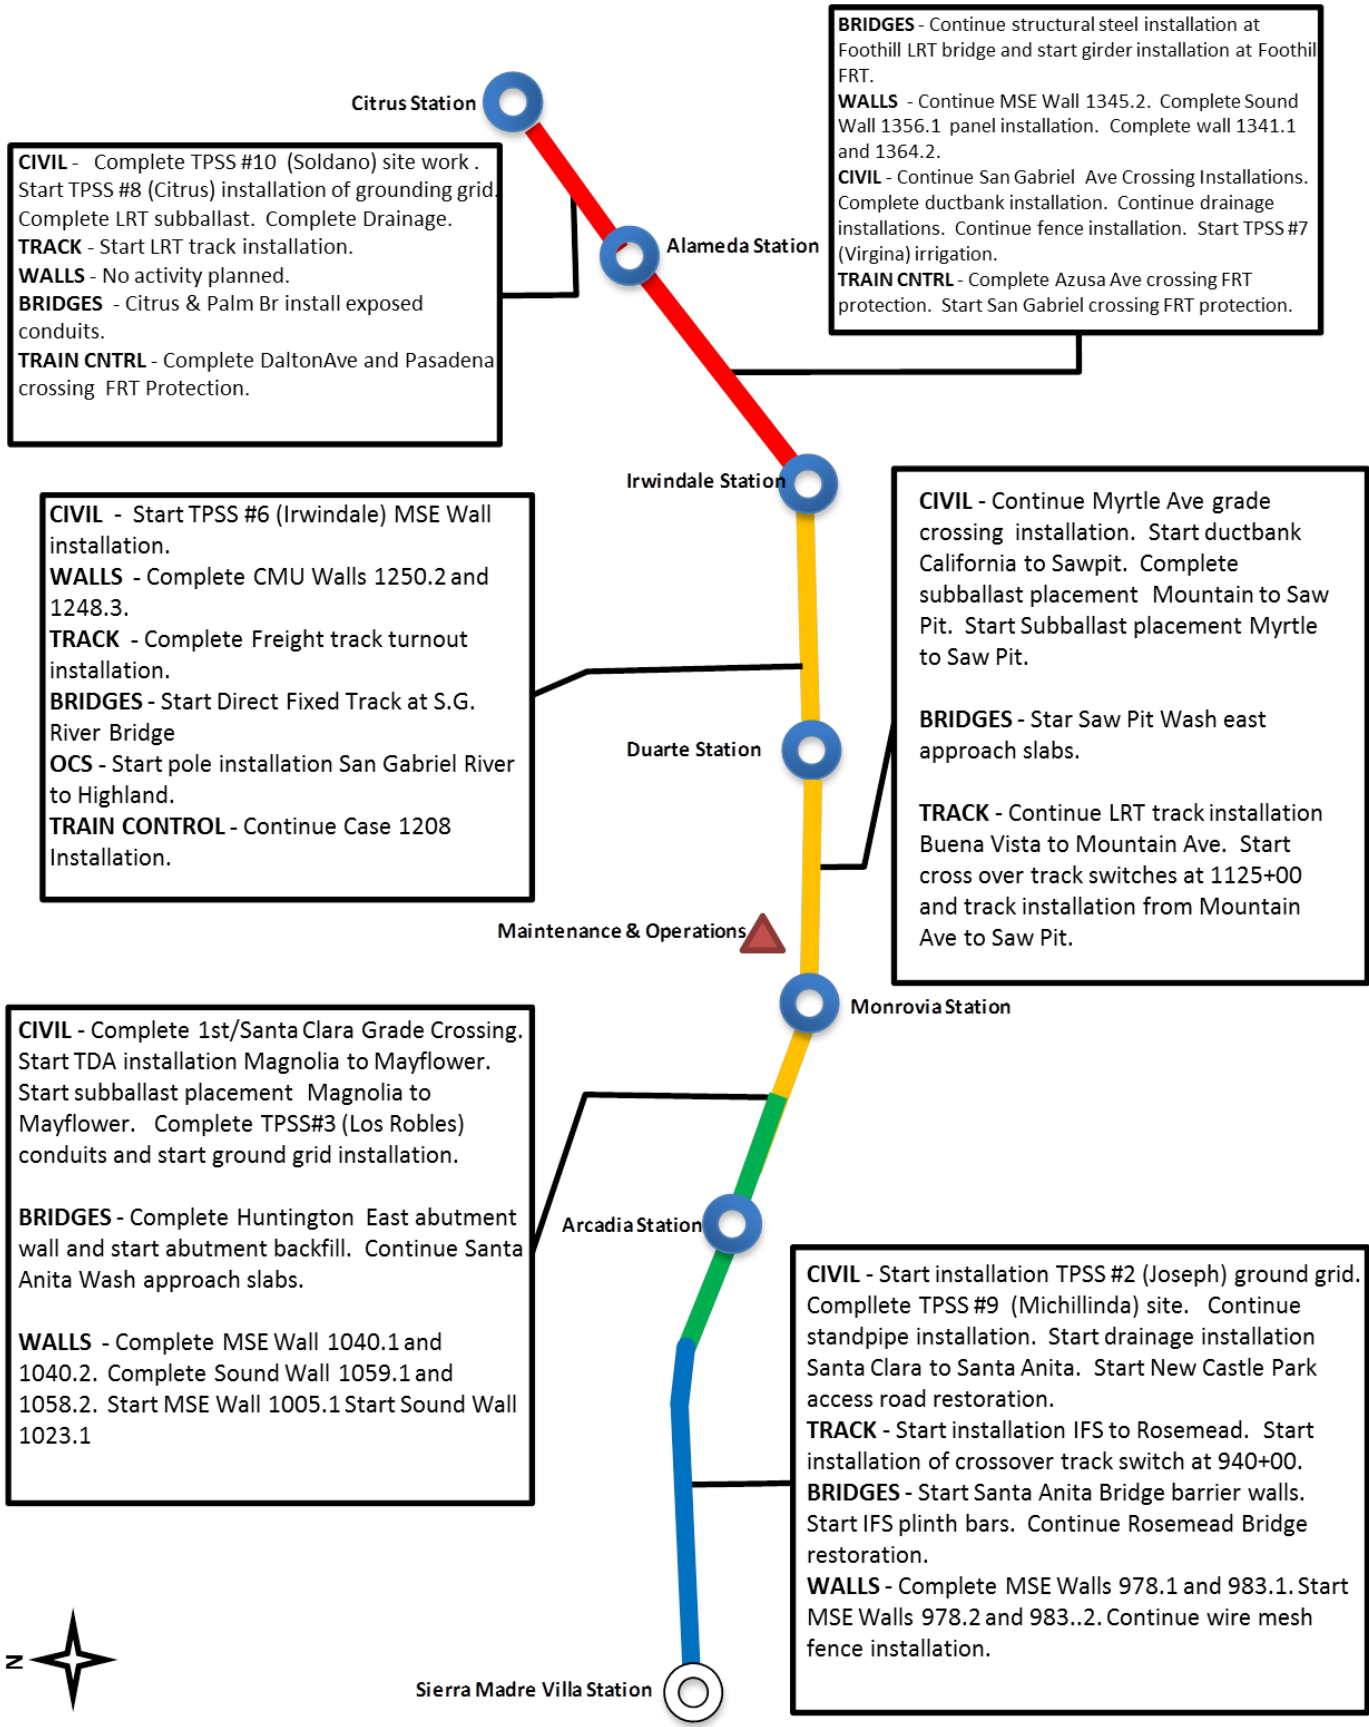 BRIDGES - Continue structural steel installation at
Foothill LRT bridge and start girder installation at Foothil
FRT.
WALLS - Continue MSE Wall 1345.2. Complete Sound
Wall 1356.1 panel installation. Complete wall 1341.1
and 1364.2.
CIVIL - Continue San Gabriel Ave Crossing Installations.
Complete ductbank installation. Continue drainage
installations. Continue fence installation. Start TPSS #7
(Virgina) irrigation.
TRAIN CNTRL - Complete Azusa Ave crossing FRT
protection. Start San Gabriel crossing FRT protection.
Citrus Station
CIVIL - Complete TPSS #10 (Soldano) site work .
Start TPSS #8 (Citrus) installation of grounding grid.
Complete LRT subballast. Complete Drainage.
TRACK - Start LRT track installation.
WALLS - No activity planned.
BRIDGES - Citrus & Palm Br install exposed
conduits.
TRAIN CNTRL - Complete DaltonAve and Pasadena
crossing FRT Protection.
Alameda Station
Irwindale Station
CIVIL - Start TPSS #6 (Irwindale) MSE Wall
installation.
WALLS - Complete CMU Walls 1250.2 and
1248.3.
TRACK - Complete Freight track turnout
installation.
BRIDGES - Start Direct Fixed Track at S.G.
River Bridge
OCS - Start pole installation San Gabriel River
to Highland.
TRAIN CONTROL - Continue Case 1208
Installation.
CIVIL - Continue Myrtle Ave grade
crossing installation. Start ductbank
California to Sawpit. Complete
subballast placement Mountain to Saw
Pit. Start Subballast placement Myrtle
to Saw Pit.
BRIDGES - Star Saw Pit Wash east
approach slabs.
TRACK - Continue LRT track installation
Buena Vista to Mountain Ave. Start
cross over track switches at 1125+00
and track installation from Mountain
Ave to Saw Pit.
Duarte Station
Maintenance & Operations
Monrovia Station
CIVIL - Complete 1st/Santa Clara Grade Crossing.
Start TDA installation Magnolia to Mayflower.
Start subballast placement Magnolia to
Mayflower. Complete TPSS#3 (Los Robles)
conduits and start ground grid installation.
BRIDGES - Complete Huntington East abutment
wall and start abutment backfill. Continue Santa
Anita Wash approach slabs.
WALLS - Complete MSE Wall 1040.1 and
1040.2. Complete Sound Wall 1059.1 and
1058.2. Start MSE Wall 1005.1 Start Sound Wall
1023.1
Arcadia Station
CIVIL - Start installation TPSS #2 (Joseph) ground grid.
Compllete TPSS #9 (Michillinda) site. Continue
standpipe installation. Start drainage installation
Santa Clara to Santa Anita. Start New Castle Park
access road restoration.
TRACK - Start installation IFS to Rosemead. Start
installation of crossover track switch at 940+00.
BRIDGES - Start Santa Anita Bridge barrier walls.
Start IFS plinth bars. Continue Rosemead Bridge
restoration.
WALLS - Complete MSE Walls 978.1 and 983.1. Start
MSE Walls 978.2 and 983..2. Continue wire mesh
fence installation.
N
Sierra Madre Villa Station